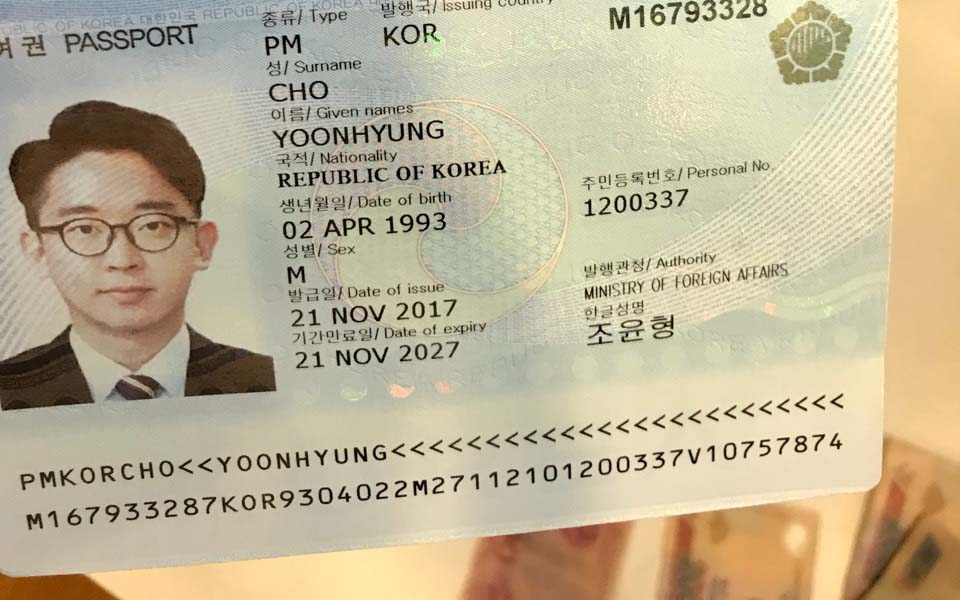 REPUBLIC OF KOREA 대한민국 REPUBLIC OF KOREA
여권 PASSPORT
종류/ Type
발행국/ Issuing country
PM
KOR
M16793328
성/ Surname
CHO
이름/ Given names
YOONHYUNG
국적/ Nationality
REPUBLIC OF KOREA
생년월일/ Date of birth
02 APR 1993
주민등록번호/ Personal No.
1200337
성별/ Sex
M
발급일/ Date of issue
21 NOV 2017
발행관청/ Authority
MINISTRY OF FOREIGN AFFAIRS
기간만료일/ Date of expiry
21 NOV 2027
한글성명
조윤형
PMKORCHO<<YOONHYUNG<<<<<<<<<<<<<<<<<<<<<<<<<
M167933287KOR9304022M27112101200337V10757874